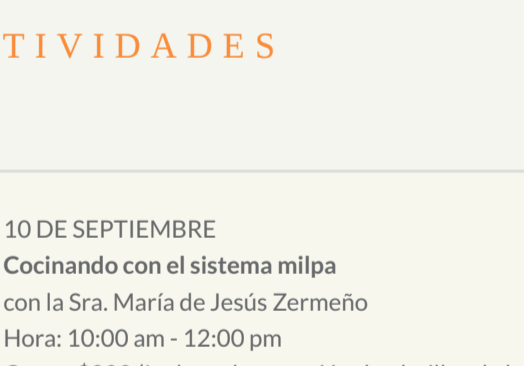 TIVIDADES
10 DE SEPTIEMBRE
Cocinando con el sistema milpa
con la Sra. María de Jesús Zermeño
Hora: 10:00 am - 12:00 pm